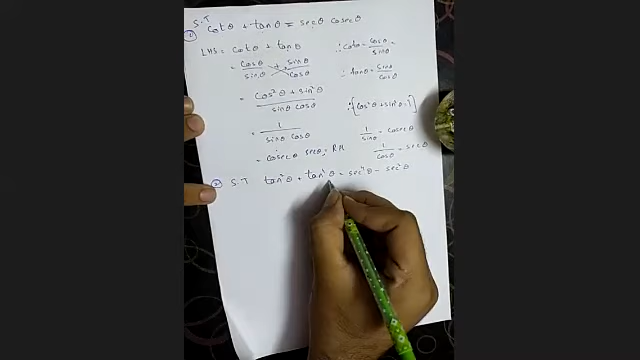 S.T
① cotθ + tanθ = secθ cosecθ
LHS = cotθ + tanθ ∴ cotθ = cosθ/sinθ =
= cosθ/sinθ + sinθ/cosθ ∴ tanθ = sinθ/cosθ
= cos²θ + sin²θ / sinθ cosθ ∴ [cos²θ + sin²θ = 1]
= 1 / sinθ cosθ 1/sinθ = cosecθ
= cosecθ secθ = RH 1/cosθ = secθ
② S.T tan²θ + tan⁴θ = sec⁴θ - sec²θ